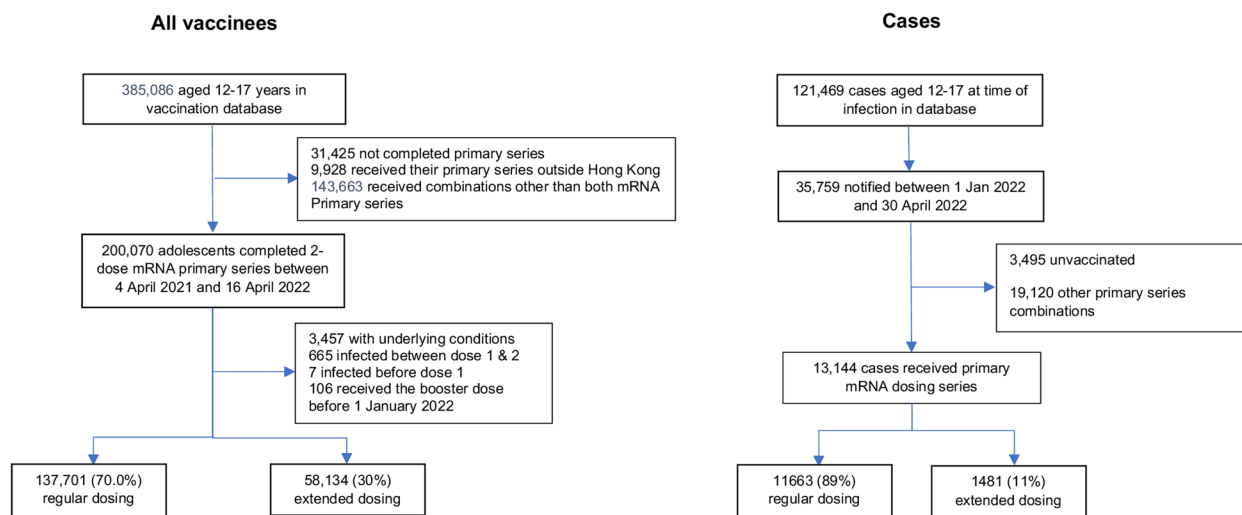 All vaccinees
385,086 aged 12-17 years in
vaccination database
31,425 not completed primary series
9,928 received their primary series outside Hong Kong
143,663 received combinations other than both mRNA
Primary series
200,070 adolescents completed 2-
dose mRNA primary series between
4 April 2021 and 16 April 2022
3,457 with underlying conditions
665 infected between dose 1 & 2
7 infected before dose 1
106 received the booster dose
before 1 January 2022
137,701 (70.0%)
regular dosing
58,134 (30%)
extended dosing
Cases
121,469 cases aged 12-17 at time of
infection in database
35,759 notified between 1 Jan 2022
and 30 April 2022
3,495 unvaccinated
19,120 other primary series
combinations
13,144 cases received primary
mRNA dosing series
11663 (89%)
regular dosing
1481 (11%)
extended dosing